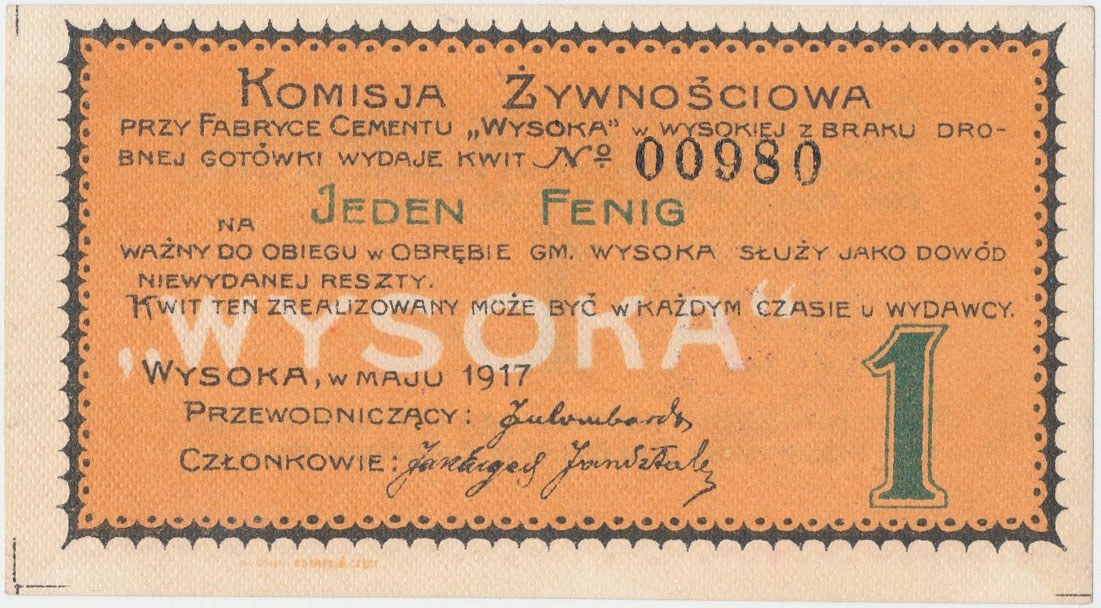 KOMISJA ŻYWNOŚCIOWA
PRZY FABRYCE CEMENTU „WYSOKA" W WYSOKIEJ Z BRAKU DRO-
BNEJ GOTÓWKI WYDAJE KWIT № 00980
NA JEDEN FENIG
WAŻNY DO OBIEGU W OBRĘBIE GM. WYSOKA SŁUŻY JAKO DOWÓD
NIEWYDANEJ RESZTY.
KWIT TEN ZREALIZOWANY MOŻE BYĆ W KAŻDYM CZASIE U WYDAWCY.
„WYSOKA"
WYSOKA, W MAJU 1917
PRZEWODNICZĄCY:
CZŁONKOWIE:
1